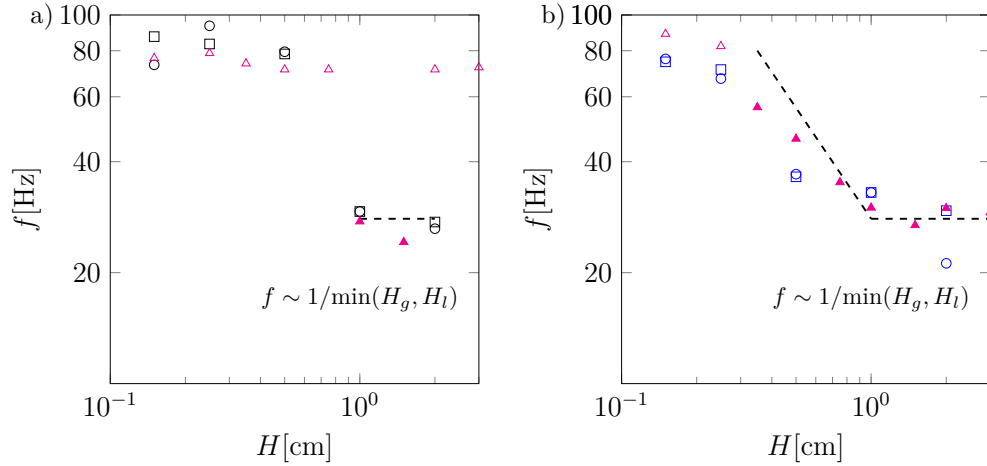 a)
100
80
60
40
20
f[Hz]
f ∼ 1/min(H_g, H_l)
10^{-1}
10^0
H[cm]
b)
100
80
60
40
20
f[Hz]
f ∼ 1/min(H_g, H_l)
10^{-1}
10^0
H[cm]